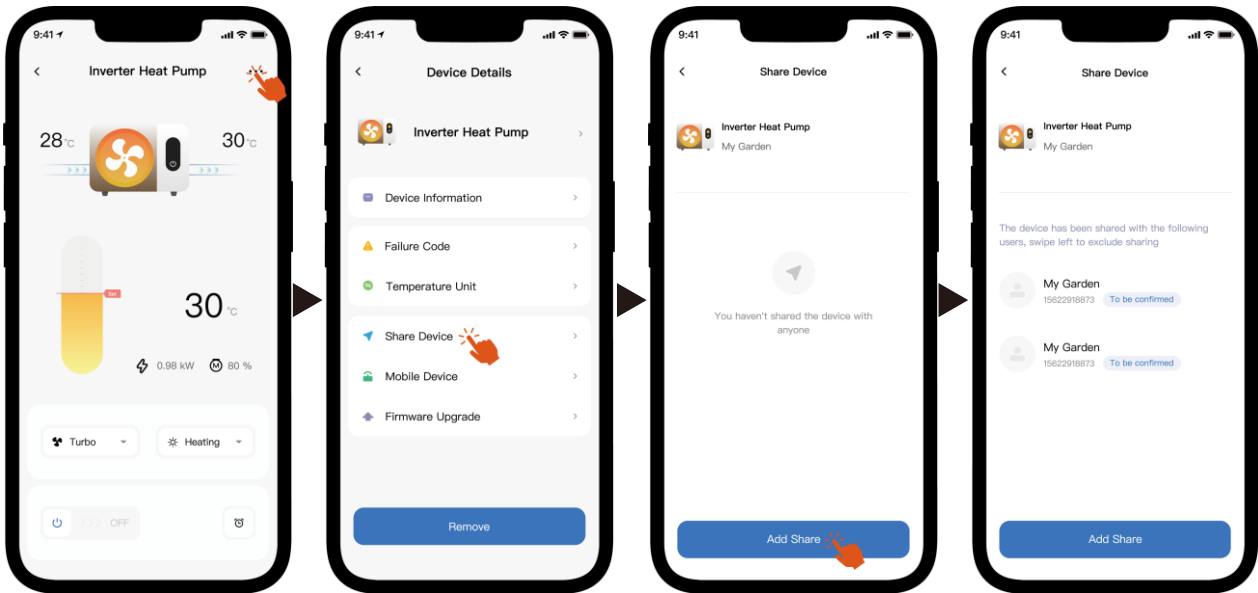 9:41
Inverter Heat Pump
28°C
30°C
Set
30°C
0.98 kW
M
80 %
Turbo
Heating
OFF
9:41
Device Details
Inverter Heat Pump
Device Information
Failure Code
Temperature Unit
Share Device
Mobile Device
Firmware Upgrade
Remove
9:41
Share Device
Inverter Heat Pump
My Garden
You haven't shared the device with
anyone
Add Share
9:41
Share Device
Inverter Heat Pump
My Garden
The device has been shared with the following
users, swipe left to exclude sharing
My Garden
15622918873 To be confirmed
My Garden
15622918873 To be confirmed
Add Share